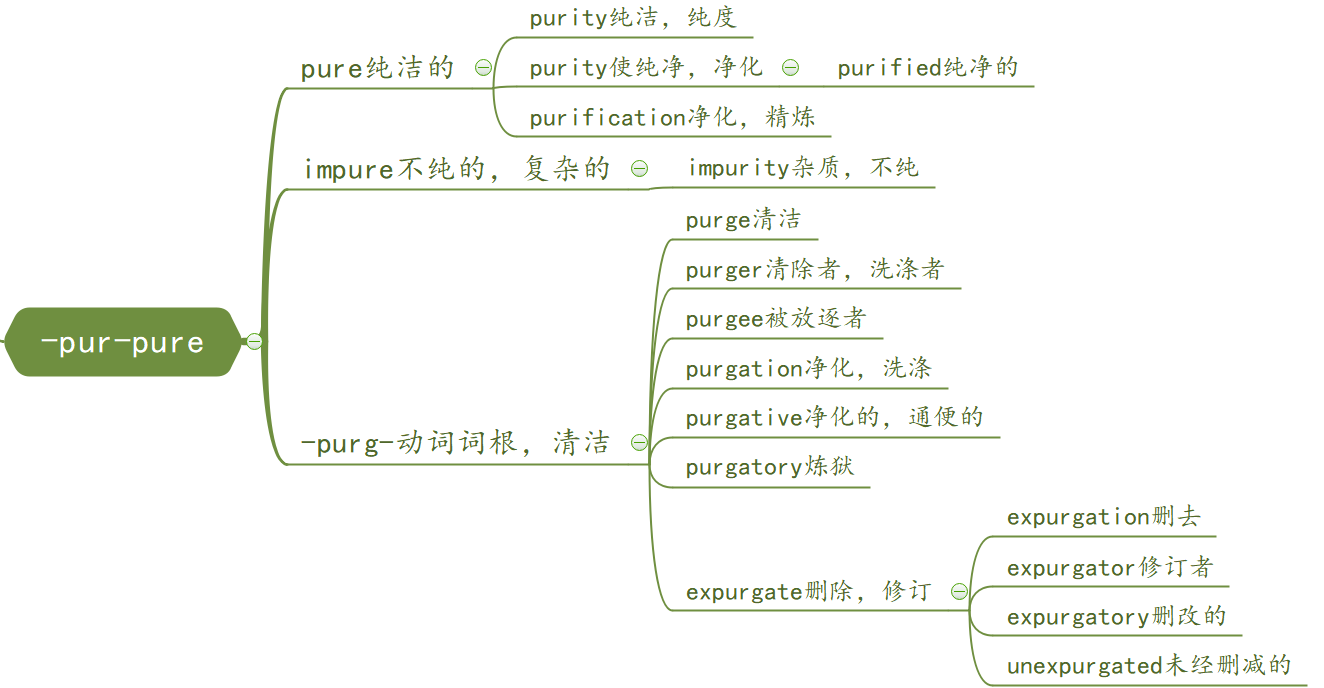 -pur-pure
pure纯洁的
purity纯洁，纯度
purity使纯净，净化
purified纯净的
purification净化，精炼
impure不纯的，复杂的
impurity杂质，不纯
-purg-动词词根，清洁
purge清洁
purger清除者，洗涤者
purgee被放逐者
purgation净化，洗涤
purgative净化的，通便的
purgatory炼狱
expurgate删除，修订
expurgation删去
expurgator修订者
expurgatory删改的
unexpurgated未经删减的